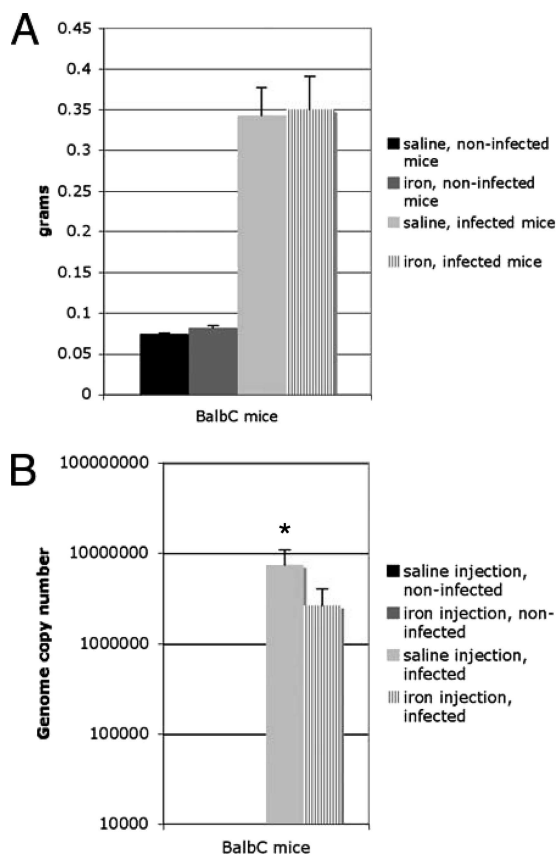 A
0.45
0.4
0.35
0.3
0.25
0.2
0.15
0.1
0.05
0
grams
BalbC mice
saline, non-infected
mice
iron, non-infected
mice
saline, infected mice
iron, infected mice
B
100000000
10000000
1000000
100000
10000
Genome copy number
*
BalbC mice
saline injection,
non-infected
iron injection, non-
infected
saline injection,
infected
iron injection,
infected